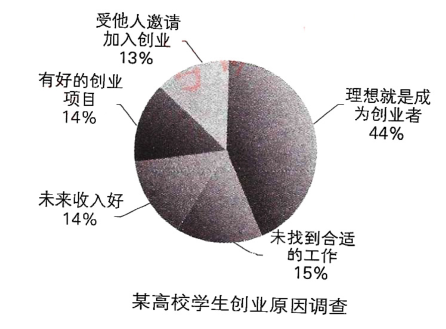 受他人邀请
加入创业
13%
有好的创业
项目
14%
理想就是成
为创业者
44%
未来收入好
14%
未找到合适
的工作
15%
某高校学生创业原因调查